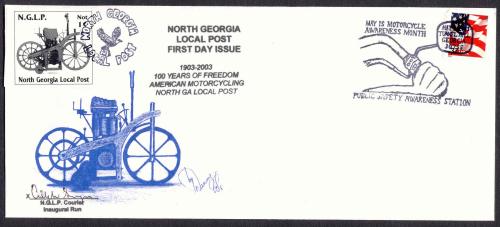 N.G.L.P.
North Georgia Local Post
NORTH GEORGIA
LOCAL POST
NORTH GEORGIA
LOCAL POST
FIRST DAY ISSUE
1903-2003
100 YEARS OF FREEDOM
AMERICAN MOTORCYCLING
NORTH GA LOCAL POST
MAY IS MOTORCYCLE
AWARENESS MONTH
PUBLIC SAFETY AWARENESS STATION
N.G.L.P. Courier
Inaugural Run